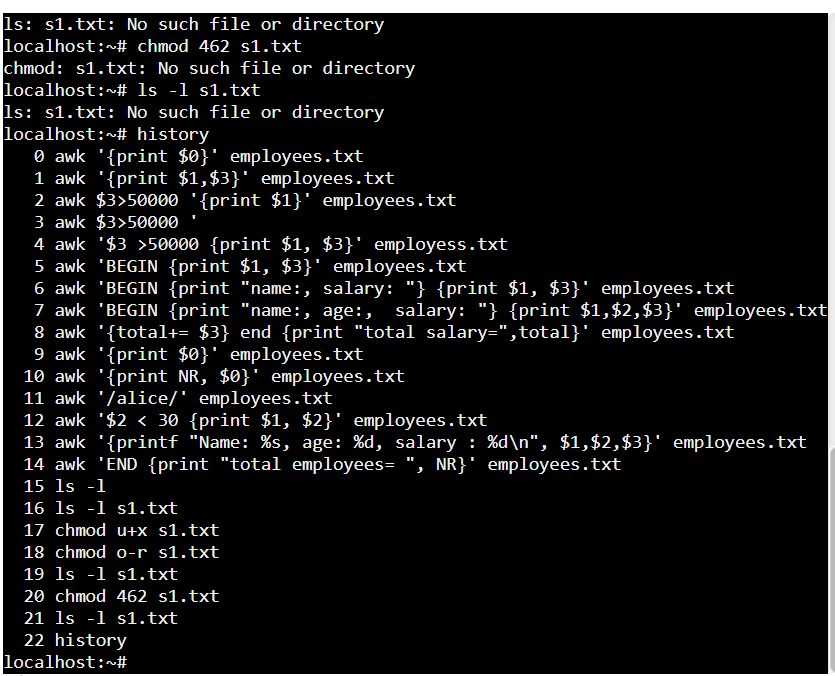 ls: s1.txt: No such file or directory
localhost:~# chmod 462 s1.txt
chmod: s1.txt: No such file or directory
localhost:~# ls -l s1.txt
ls: s1.txt: No such file or directory
localhost:~# history
   0 awk '{print $0}' employees.txt
   1 awk '{print $1,$3}' employees.txt
   2 awk $3>50000 '{print $1}' employees.txt
   3 awk $3>50000 '
   4 awk '$3 >50000 {print $1, $3}' employess.txt
   5 awk 'BEGIN {print $1, $3}' employees.txt
   6 awk 'BEGIN {print "name:, salary: "} {print $1, $3}' employees.txt
   7 awk 'BEGIN {print "name:, age:,  salary: "} {print $1,$2,$3}' employees.txt
   8 awk '{total+= $3} end {print "total salary=",total}' employees.txt
   9 awk '{print $0}' employees.txt
  10 awk '{print NR, $0}' employees.txt
  11 awk '/alice/' employees.txt
  12 awk '$2 < 30 {print $1, $2}' employees.txt
  13 awk '{printf "Name: %s, age: %d, salary : %d\n", $1,$2,$3}' employees.txt
  14 awk 'END {print "total employees= ", NR}' employees.txt
  15 ls -l
  16 ls -l s1.txt
  17 chmod u+x s1.txt
  18 chmod o-r s1.txt
  19 ls -l s1.txt
  20 chmod 462 s1.txt
  21 ls -l s1.txt
  22 history
localhost:~#